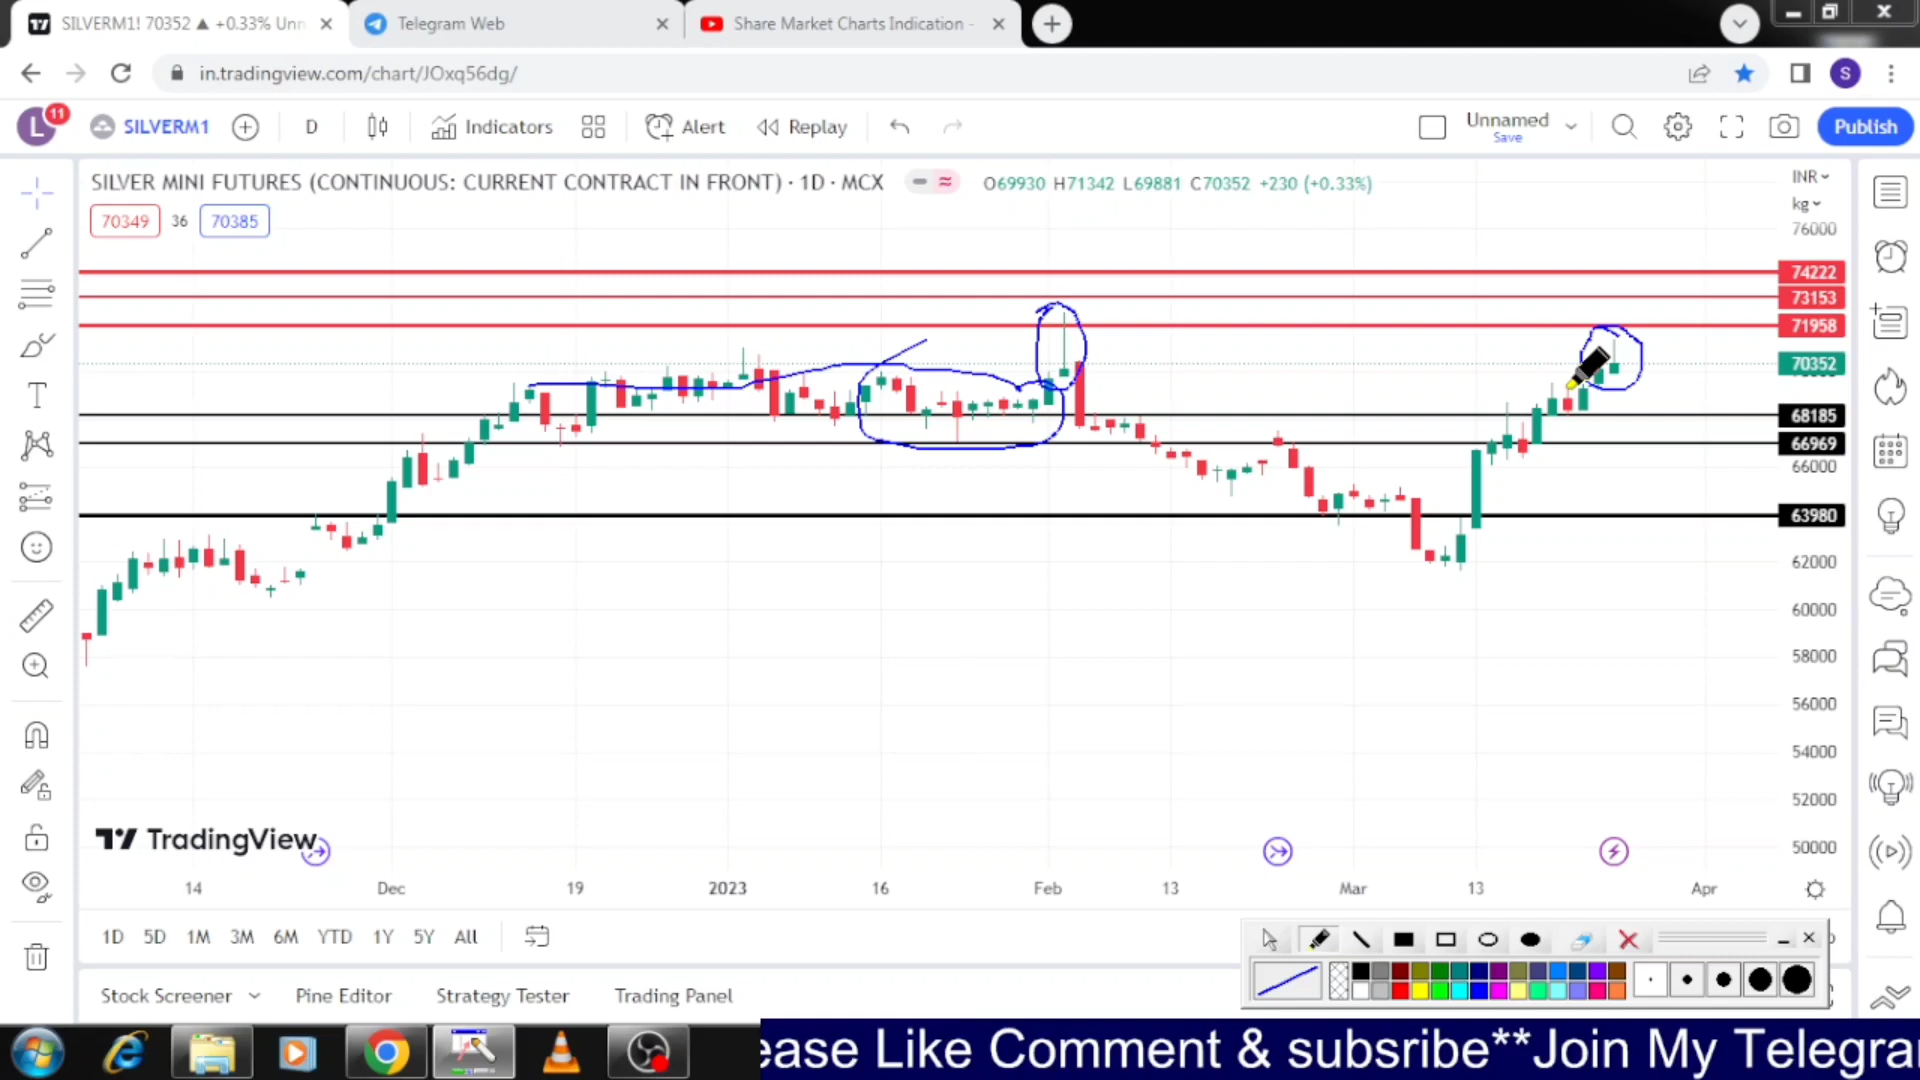 SILVERM1! 70352 ▲ +0.33% Unn
Telegram Web
Share Market Charts Indication -
S
in.tradingview.com/chart/JOxq56dg/
L 11
SILVERM1
D
Indicators
Alert
Replay
Unnamed
Save
Publish
SILVER MINI FUTURES (CONTINUOUS: CURRENT CONTRACT IN FRONT) · 1D · MCX
O69930 H71342 L69881 C70352 +230 (+0.33%)
70349 36 70385
INR
kg
76000
74222
73153
71958
70352
68185
66969
66000
63980
62000
60000
58000
56000
54000
52000
50000
TradingView
14 Dec 19 2023 16 Feb 13 Mar 13 Apr
1D 5D 1M 3M 6M YTD 1Y 5Y All
Stock Screener Pine Editor Strategy Tester Trading Panel
ease Like Comment & subsribe**Join My Telegra